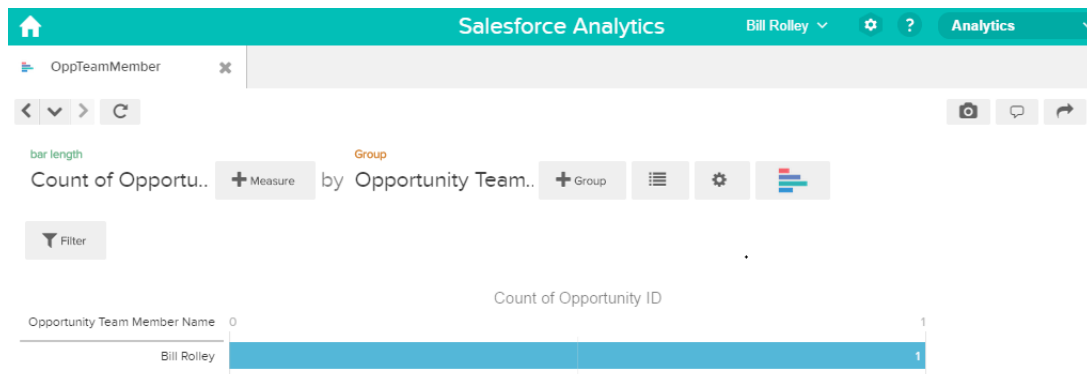 Salesforce Analytics Bill Rolley ? Analytics
OppTeamMember
bar length Group
Count of Opportu.. + Measure by Opportunity Team.. + Group
Filter
Count of Opportunity ID
Opportunity Team Member Name 0 1
Bill Rolley 1